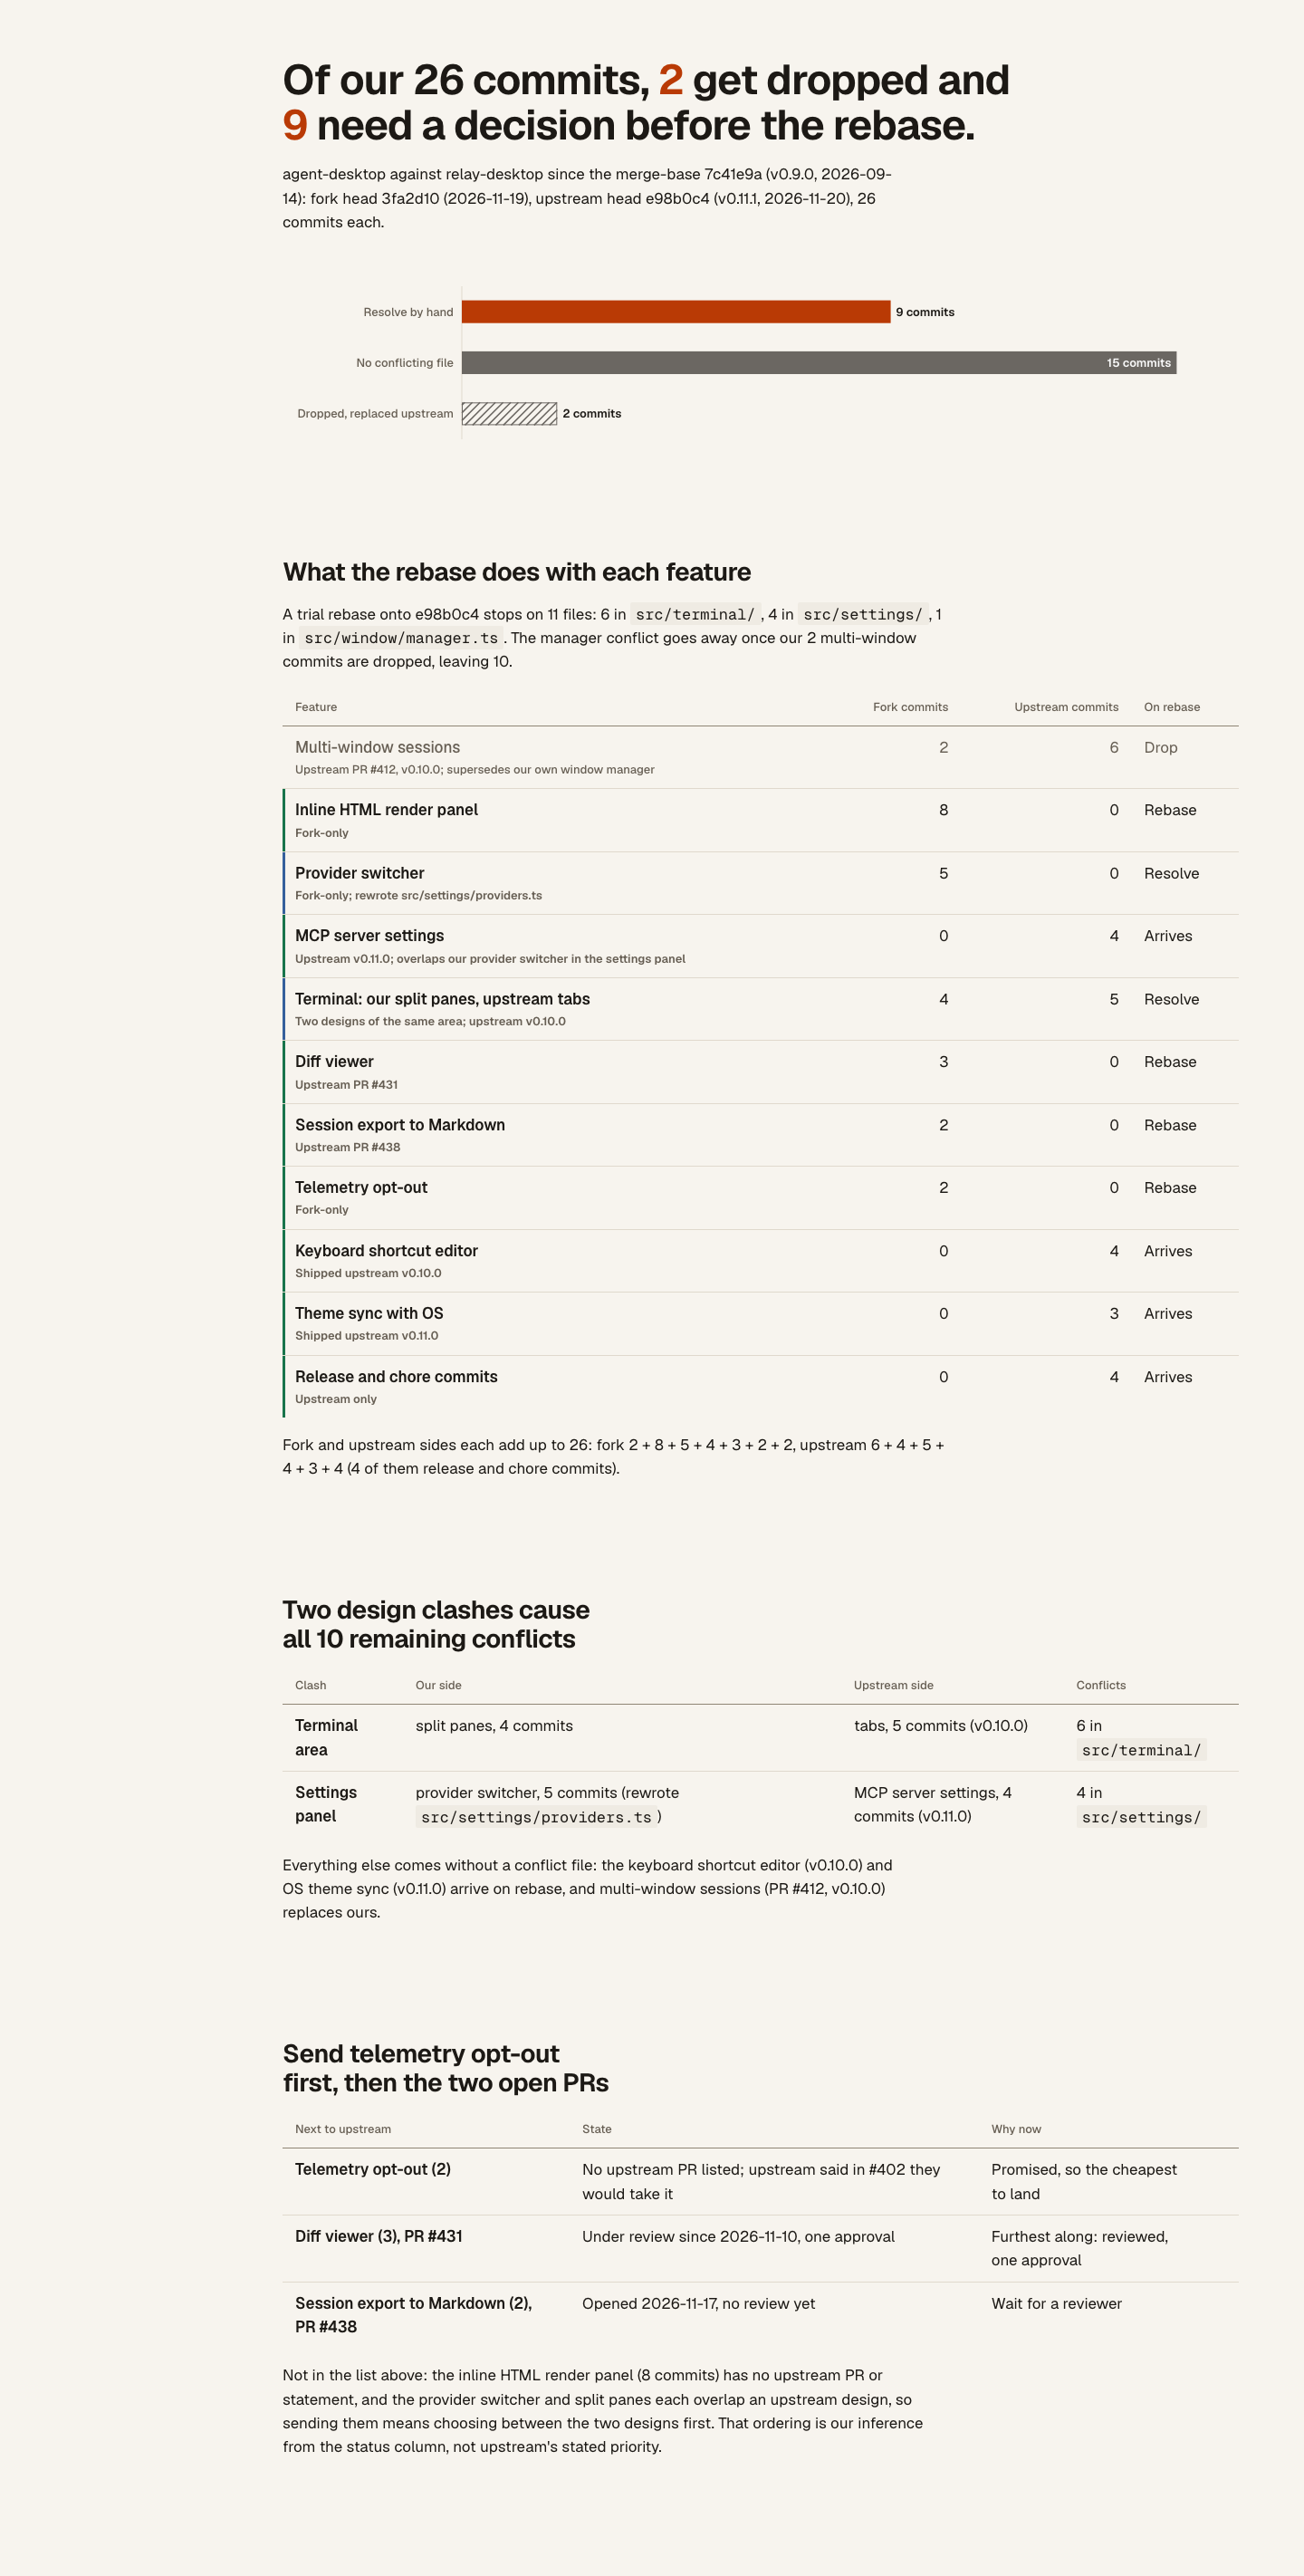 Of our 26 commits, 2 get dropped and
9 need a decision before the rebase.
agent-desktop against relay-desktop since the merge-base 7c41e9a (v0.9.0, 2026-09-
14): fork head 3fa2d10 (2026-11-19), upstream head e98b0c4 (v0.11.1, 2026-11-20), 26
commits each.
Resolve by hand 9 commits
No conflicting file 15 commits
Dropped, replaced upstream 2 commits
What the rebase does with each feature
A trial rebase onto e98b0c4 stops on 11 files: 6 in src/terminal/ , 4 in src/settings/ , 1
in src/window/manager.ts . The manager conflict goes away once our 2 multi-window
commits are dropped, leaving 10.
Feature Fork commits Upstream commits On rebase
Multi-window sessions 2 6 Drop
Upstream PR #412, v0.10.0; supersedes our own window manager
Inline HTML render panel 8 0 Rebase
Fork-only
Provider switcher 5 0 Resolve
Fork-only; rewrote src/settings/providers.ts
MCP server settings 0 4 Arrives
Upstream v0.11.0; overlaps our provider switcher in the settings panel
Terminal: our split panes, upstream tabs 4 5 Resolve
Two designs of the same area; upstream v0.10.0
Diff viewer 3 0 Rebase
Upstream PR #431
Session export to Markdown 2 0 Rebase
Upstream PR #438
Telemetry opt-out 2 0 Rebase
Fork-only
Keyboard shortcut editor 0 4 Arrives
Shipped upstream v0.10.0
Theme sync with OS 0 3 Arrives
Shipped upstream v0.11.0
Release and chore commits 0 4 Arrives
Upstream only
Fork and upstream sides each add up to 26: fork 2 + 8 + 5 + 4 + 3 + 2 + 2, upstream 6 + 4 + 5 +
4 + 3 + 4 (4 of them release and chore commits).
Two design clashes cause
all 10 remaining conflicts
Clash Our side Upstream side Conflicts
Terminal split panes, 4 commits tabs, 5 commits (v0.10.0) 6 in
area src/terminal/
Settings provider switcher, 5 commits (rewrote MCP server settings, 4 4 in
panel src/settings/providers.ts ) commits (v0.11.0) src/settings/
Everything else comes without a conflict file: the keyboard shortcut editor (v0.10.0) and
OS theme sync (v0.11.0) arrive on rebase, and multi-window sessions (PR #412, v0.10.0)
replaces ours.
Send telemetry opt-out
first, then the two open PRs
Next to upstream State Why now
Telemetry opt-out (2) No upstream PR listed; upstream said in #402 they Promised, so the cheapest
would take it to land
Diff viewer (3), PR #431 Under review since 2026-11-10, one approval Furthest along: reviewed,
one approval
Session export to Markdown (2), Opened 2026-11-17, no review yet Wait for a reviewer
PR #438
Not in the list above: the inline HTML render panel (8 commits) has no upstream PR or
statement, and the provider switcher and split panes each overlap an upstream design, so
sending them means choosing between the two designs first. That ordering is our inference
from the status column, not upstream's stated priority.